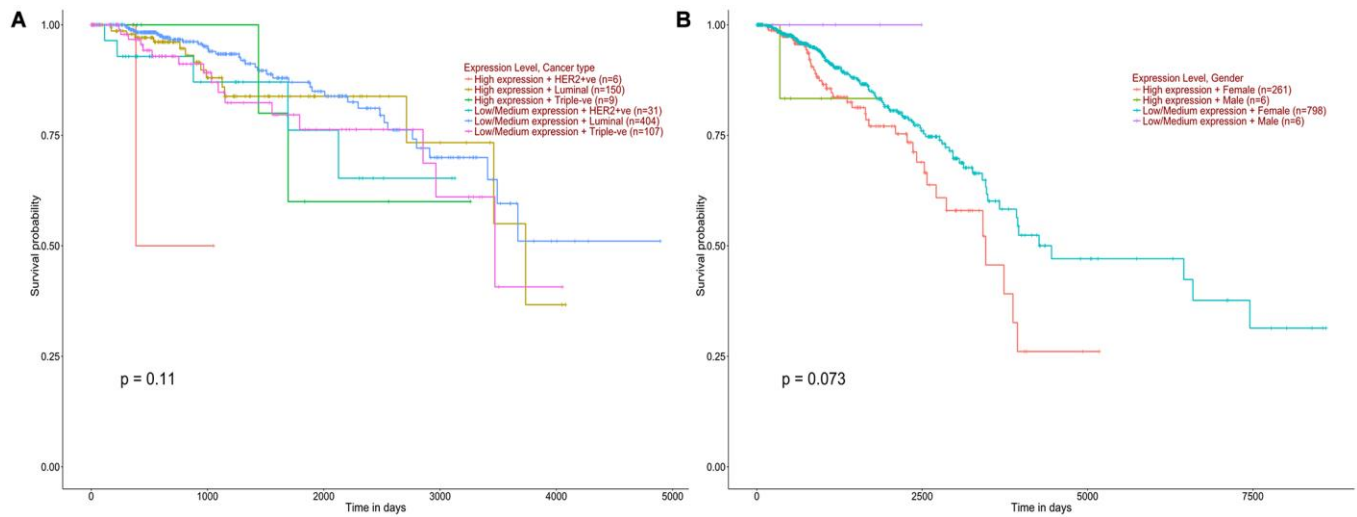 A
Survival probability
1.00
0.75
0.50
0.25
0.00
Expression Level, Cancer type
High expression + HER2+ve (n=6)
High expression + Luminal (n=150)
High expression + Triple-ve (n=9)
Low/Medium expression + HER2+ve (n=31)
Low/Medium expression + Luminal (n=404)
Low/Medium expression + Triple-ve (n=107)
p = 0.11
0 1000 2000 3000 4000 5000
Time in days
B
Survival probability
1.00
0.75
0.50
0.25
0.00
Expression Level, Gender
High expression + Female (n=261)
High expression + Male (n=6)
Low/Medium expression + Female (n=798)
Low/Medium expression + Male (n=6)
p = 0.073
0 2500 5000 7500
Time in days